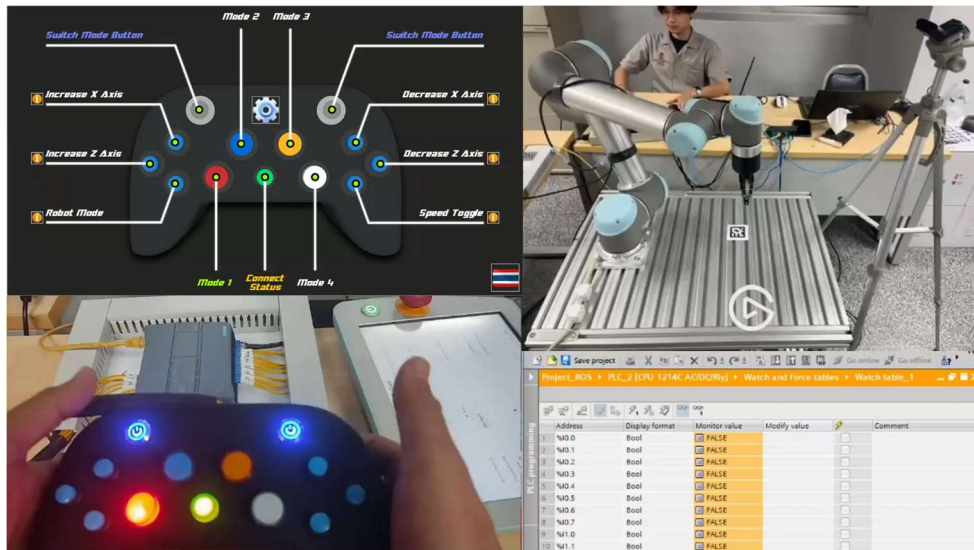 Mode 2
Mode 3
Switch Mode Button
Switch Mode Button
Increase X Axis
Decrease X Axis
Increase Z Axis
Decrease Z Axis
Robot Mode
Speed Toggle
Mode 1
Connect Status
Mode 4
Save project
Go online
Go offline
Project_ROS
PLC_2 [CPU 1214C AC/DC/Rly]
Watch and force tables
Watch table_1
PLC programming
Address Display format Monitor value Modify value Comment
1 %I0.0 Bool FALSE
2 %I0.1 Bool FALSE
3 %I0.2 Bool FALSE
4 %I0.3 Bool FALSE
5 %I0.4 Bool FALSE
6 %I0.5 Bool FALSE
7 %I0.6 Bool FALSE
8 %I0.7 Bool FALSE
9 %I1.0 Bool FALSE
10 %I1.1 Bool FALSE